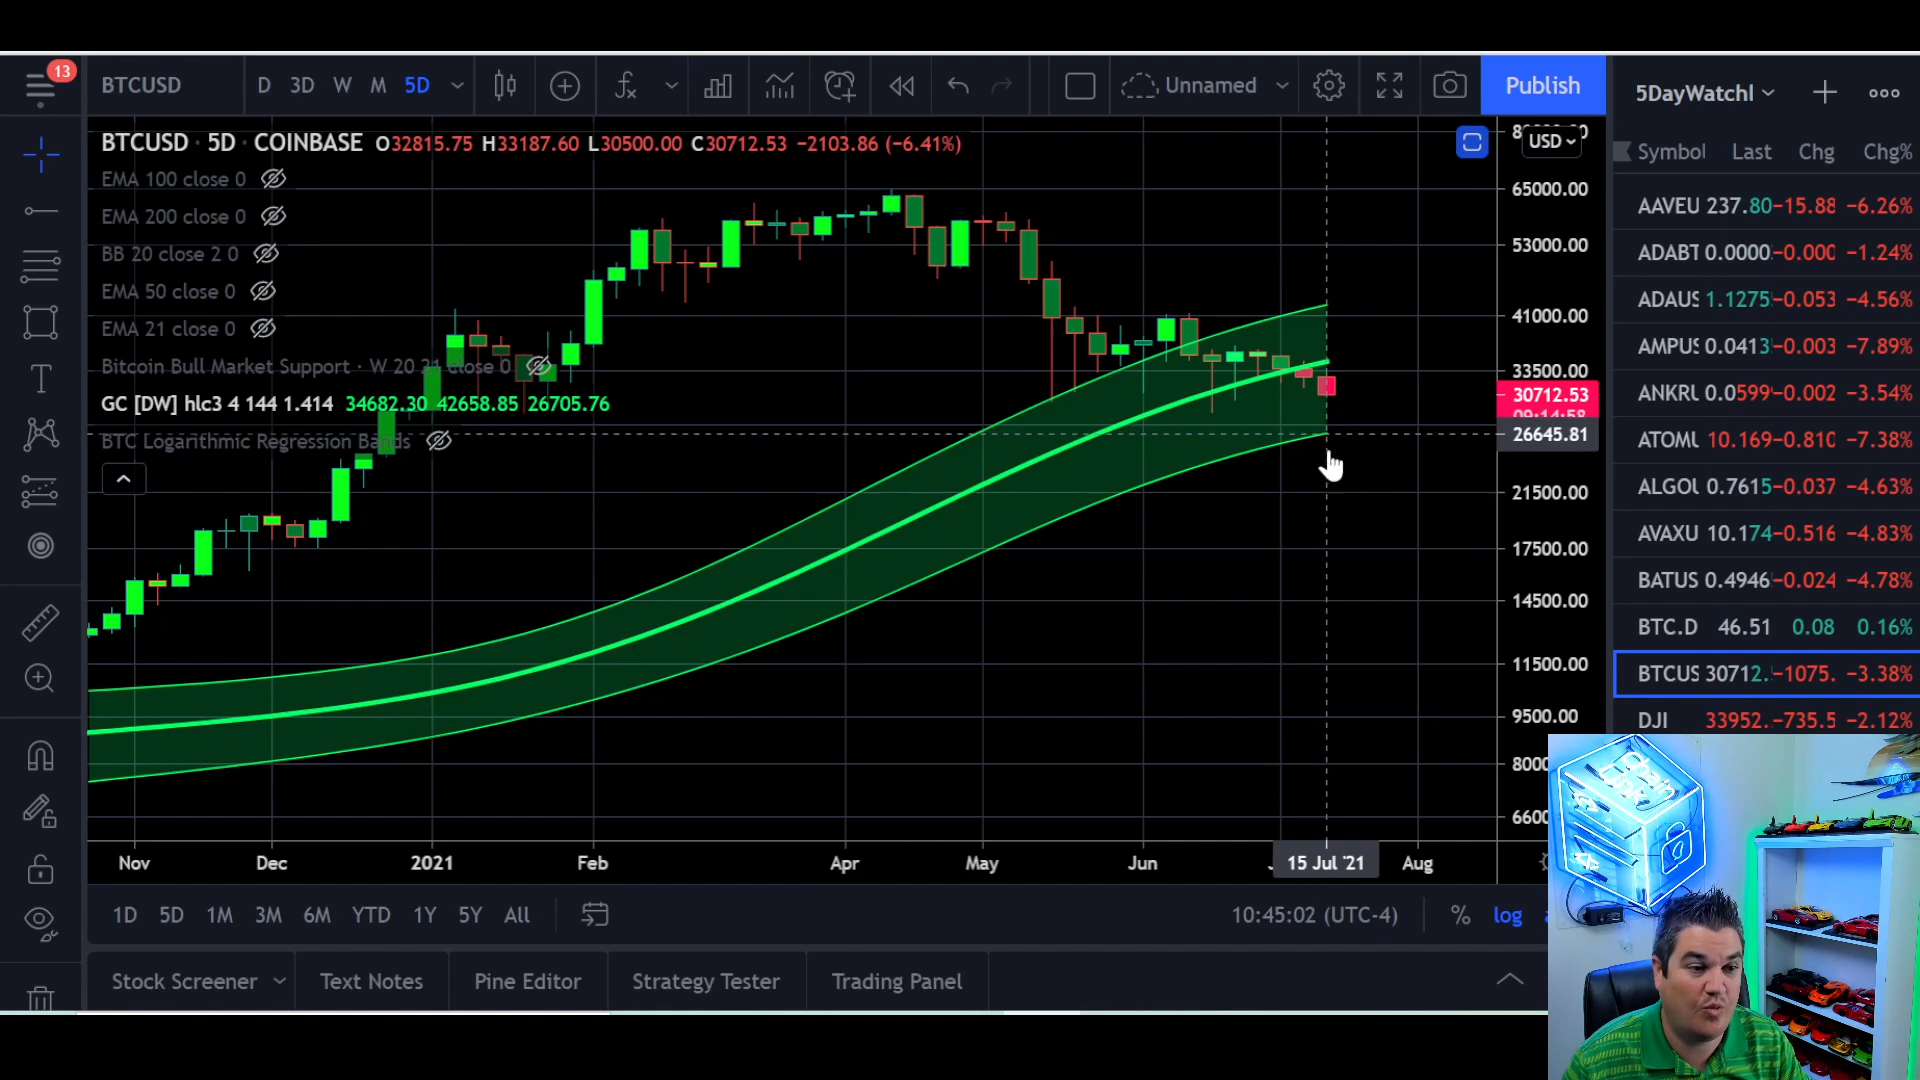 13
BTCUSD D 3D W M 5D Unnamed Publish
5DayWatchl
BTCUSD · 5D · COINBASE O32815.75 H33187.60 L30500.00 C30712.53 −2103.86 (−6.41%)
USD
EMA 100 close 0
EMA 200 close 0
BB 20 close 2 0
EMA 50 close 0
EMA 21 close 0
Bitcoin Bull Market Support · W 20 21 close 0
GC [DW] hlc3 4 144 1.414 34682.30 42658.85 26705.76
BTC Logarithmic Regression Bands
65000.00
53000.00
41000.00
33500.00
30712.53
09:14:58
26645.81
21500.00
17500.00
14500.00
11500.00
9500.00
8000
6600
Nov Dec 2021 Feb Apr May Jun 15 Jul '21 Aug
Symbol Last Chg Chg%
AAVEU 237.80 −15.88 −6.26%
ADABT 0.0000 −0.000 −1.24%
ADAUS 1.1275 −0.053 −4.56%
AMPUS 0.0413 −0.003 −7.89%
ANKRU 0.0599 −0.002 −3.54%
ATOMU 10.169 −0.810 −7.38%
ALGOU 0.7615 −0.037 −4.63%
AVAXU 10.174 −0.516 −4.83%
BATUS 0.4946 −0.024 −4.78%
BTC.D 46.51 0.08 0.16%
BTCUS 30712. −1075. −3.38%
DJI 33952. −735.5 −2.12%
1D 5D 1M 3M 6M YTD 1Y 5Y All 10:45:02 (UTC-4) % log
Stock Screener Text Notes Pine Editor Strategy Tester Trading Panel
Chain
Link